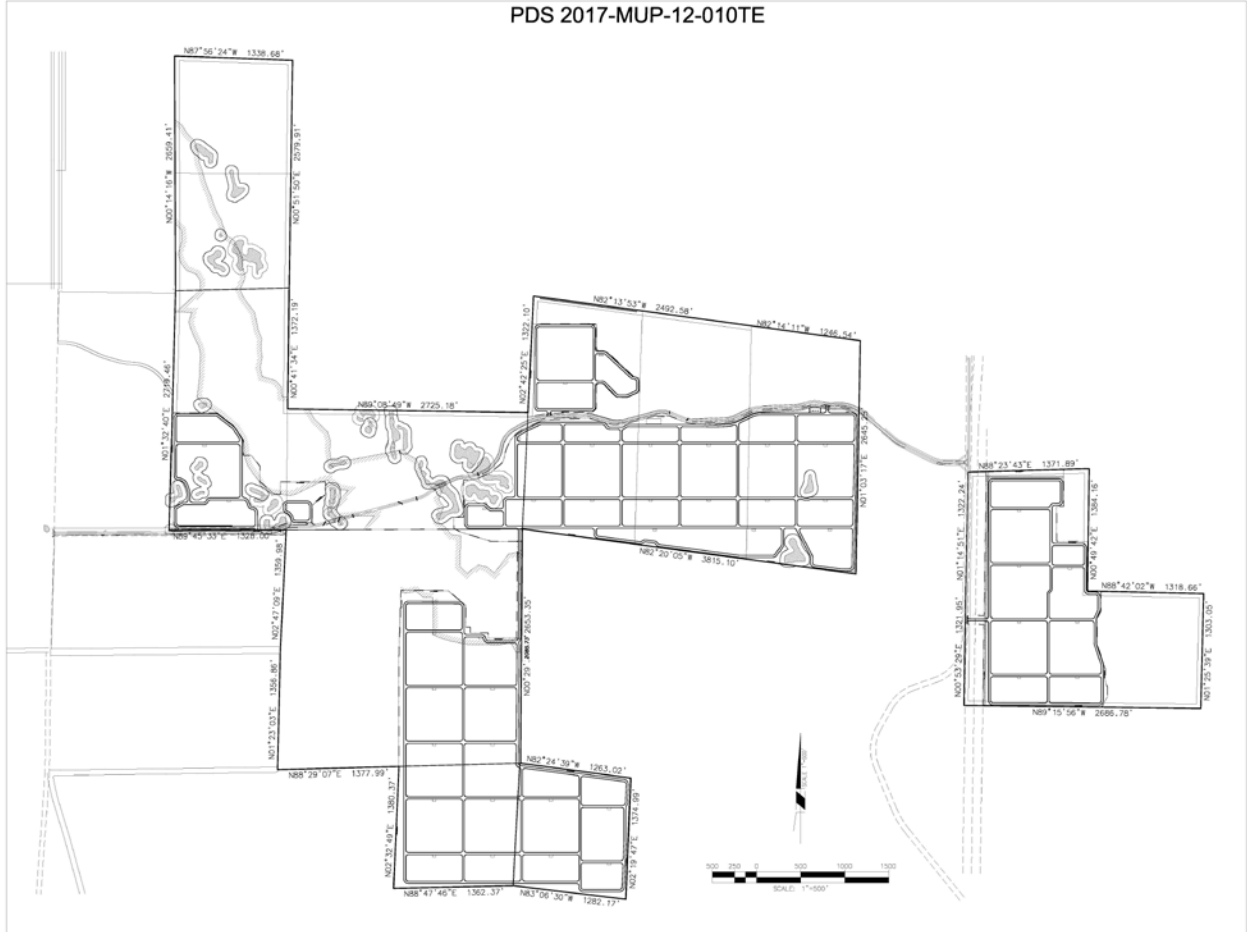 PDS 2017-MUP-12-010TE
N87°56'24"W 1338.68'
N00°14'16"W 2659.41'
N00°51'50"E 2579.91'
N00°41'34"E 1372.19'
N01°32'40"E
N89°08'49"W 2725.18'
N89°45'33"E 1328.00'
N02°42'25"E 1322.10'
N82°13'53"W 2492.58'
N82°14'11"W 1246.54'
N01°03'17"E
N82°20'05"W 3815.10'
N88°23'43"E 1371.89'
N01°14'51"E 1322.24'
N00°49'42"E 1384.16'
N88°42'02"W 1318.66'
N00°53'29"E 1321.95'
N01°25'39"E 1303.05'
N89°15'56"W 2686.78'
N02°47'09"E 1359.98'
N01°23'03"E 1356.86'
N00°29' 2653.35'
N88°29'07"E 1377.99'
N82°24'39"W 1263.02'
N02°32'49"E 1380.37'
N02°19'47"E 1374.99'
N88°47'46"E 1362.37'
N83°06'30"W 1282.17'
500 250 0 500 1000 1500
SCALE: 1"=500'